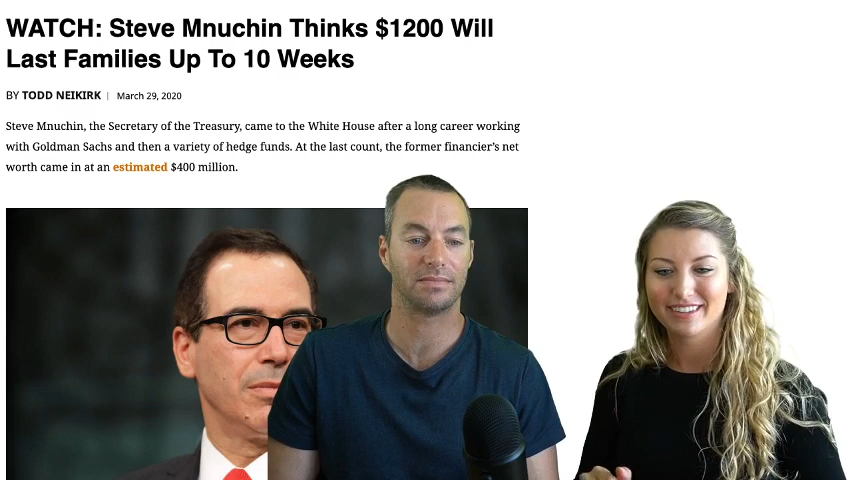 WATCH: Steve Mnuchin Thinks $1200 Will
Last Families Up To 10 Weeks
BY TODD NEIKIRK | March 29, 2020
Steve Mnuchin, the Secretary of the Treasury, came to the White House after a long career working
with Goldman Sachs and then a variety of hedge funds. At the last count, the former financier’s net
worth came in at an estimated $400 million.